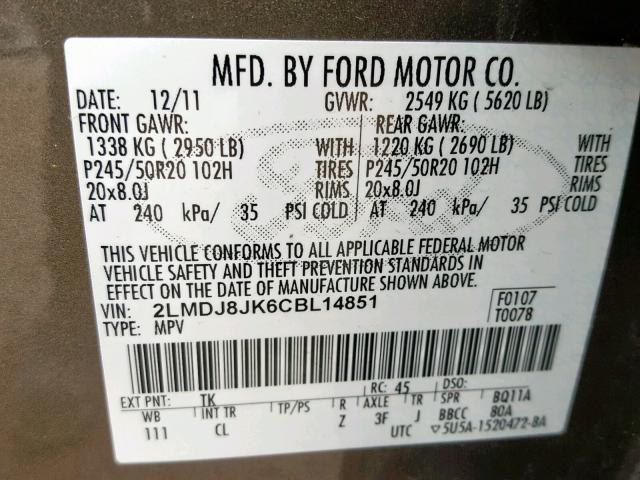 MFD. BY FORD MOTOR CO.
DATE: 12/11 GVWR: 2549 KG ( 5620 LB)
FRONT GAWR: REAR GAWR:
1338 KG ( 2950 LB) WITH 1220 KG ( 2690 LB) WITH
P245/50R20 102H TIRES P245/50R20 102H TIRES
20x8.0J RIMS 20x8.0J RIMS
AT 240 kPa/ 35 PSI COLD AT 240 kPa/ 35 PSI COLD
Ford
THIS VEHICLE CONFORMS TO ALL APPLICABLE FEDERAL MOTOR
VEHICLE SAFETY AND THEFT PREVENTION STANDARDS IN
EFFECT ON THE DATE OF MANUFACTURE SHOWN ABOVE.
VIN: 2LMDJ8JK6CBL14851 F0107
TYPE: MPV T0078
EXT PNT: TK RC: 45 DSO:
WB INT TR TP/PS R AXLE TR SPR BQ11A
111 CL Z 3F J BBCC 80A
UTC ▽5U5A-1520472-BA